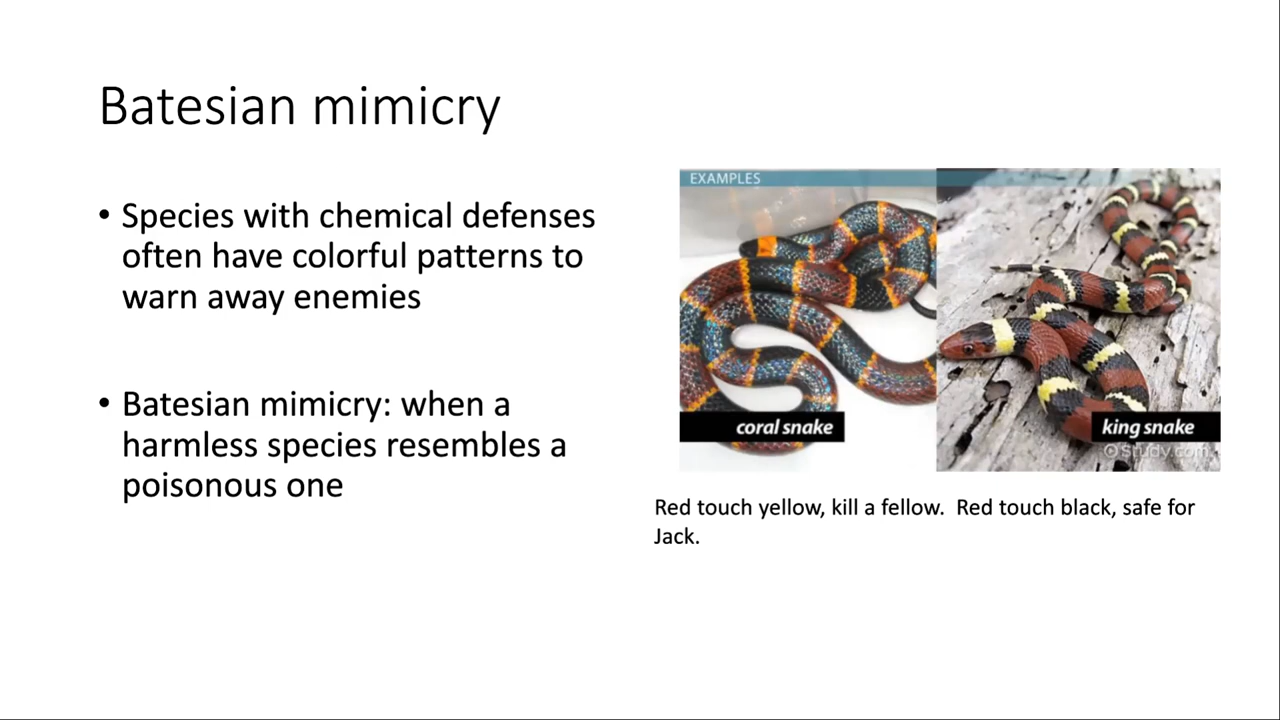 Batesian mimicry
• Species with chemical defenses
often have colorful patterns to
warn away enemies
• Batesian mimicry: when a
harmless species resembles a
poisonous one
EXAMPLES
coral snake
king snake
© Study.com
Red touch yellow, kill a fellow.  Red touch black, safe for
Jack.